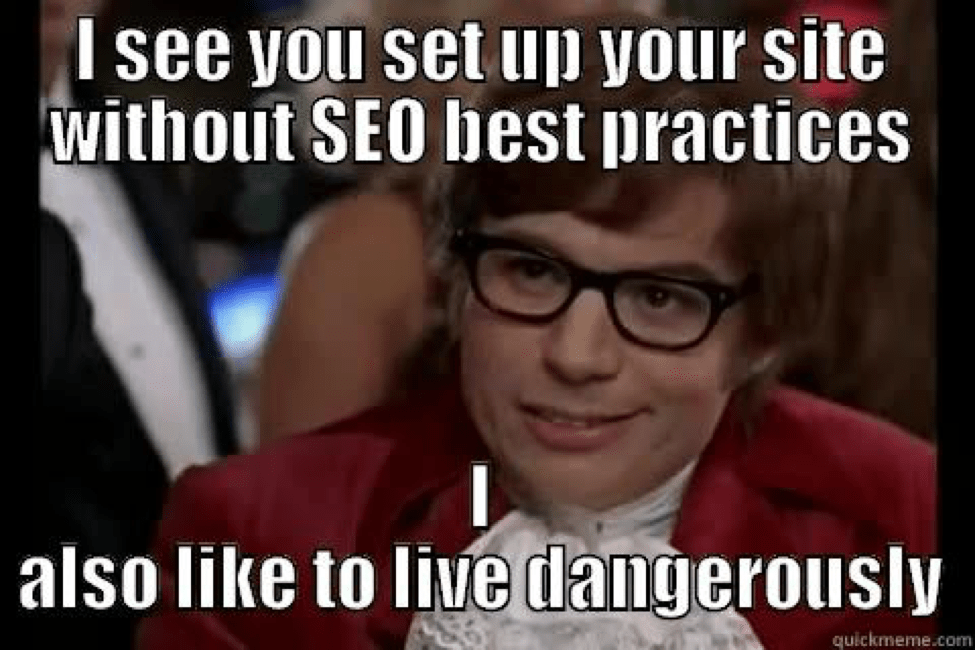 I see you set up your site
without SEO best practices
I
also like to live dangerously
quickmeme.com